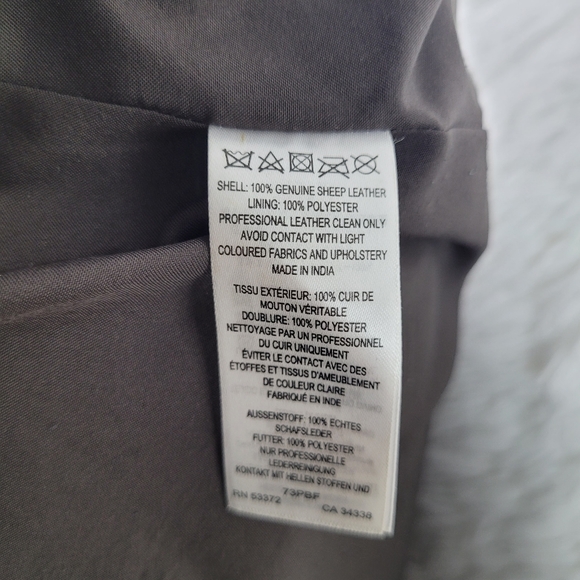 SHELL: 100% GENUINE SHEEP LEATHER
LINING: 100% POLYESTER
PROFESSIONAL LEATHER CLEAN ONLY
AVOID CONTACT WITH LIGHT
COLOURED FABRICS AND UPHOLSTERY
MADE IN INDIA
TISSU EXTÉRIEUR: 100% CUIR DE
MOUTON VÉRITABLE
DOUBLURE: 100% POLYESTER
NETTOYAGE PAR UN PROFESSIONNEL
DU CUIR UNIQUEMENT
ÉVITER LE CONTACT AVEC DES
ÉTOFFES ET TISSUS D'AMEUBLEMENT
DE COULEUR CLAIRE
FABRIQUÉ EN INDE
AUSSENSTOFF: 100% ECHTES
SCHAFSLEDER
FUTTER: 100% POLYESTER
NUR PROFESSIONELLE
LEDERREINIGUNG
KONTAKT MIT HELLEN STOFFEN UND
73PBF
RN 53372 CA 34338